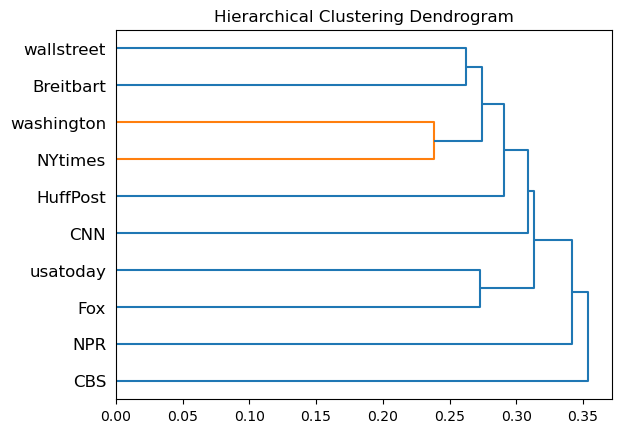 Hierarchical Clustering Dendrogram
wallstreet
Breitbart
washington
NYtimes
HuffPost
CNN
usatoday
Fox
NPR
CBS
0.00 0.05 0.10 0.15 0.20 0.25 0.30 0.35